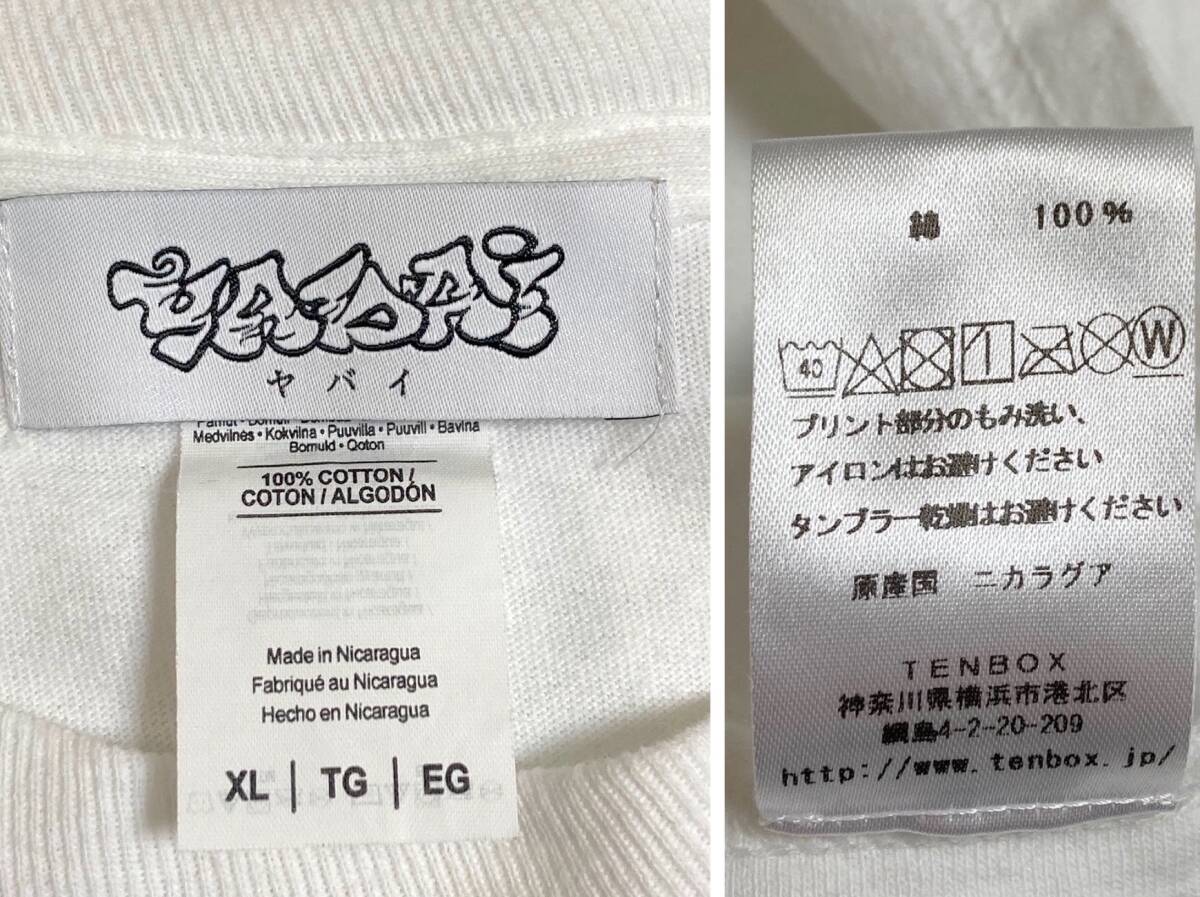 YABAI
ヤバイ
Medvilnės • Kokvilna • Puuvilla • Puuvill • Bavlna
Bomuld • Qoton
100% COTTON /
COTON / ALGODÓN
Made in Nicaragua
Fabriqué au Nicaragua
Hecho en Nicaragua
XL | TG | EG
綿 100%
40
W
プリント部分のもみ洗い、
アイロンはお避けください
タンブラー乾燥はお避けください
原産国 ニカラグア
TENBOX
神奈川県横浜市港北区
綱島4-2-20-209
http://www.tenbox.jp/